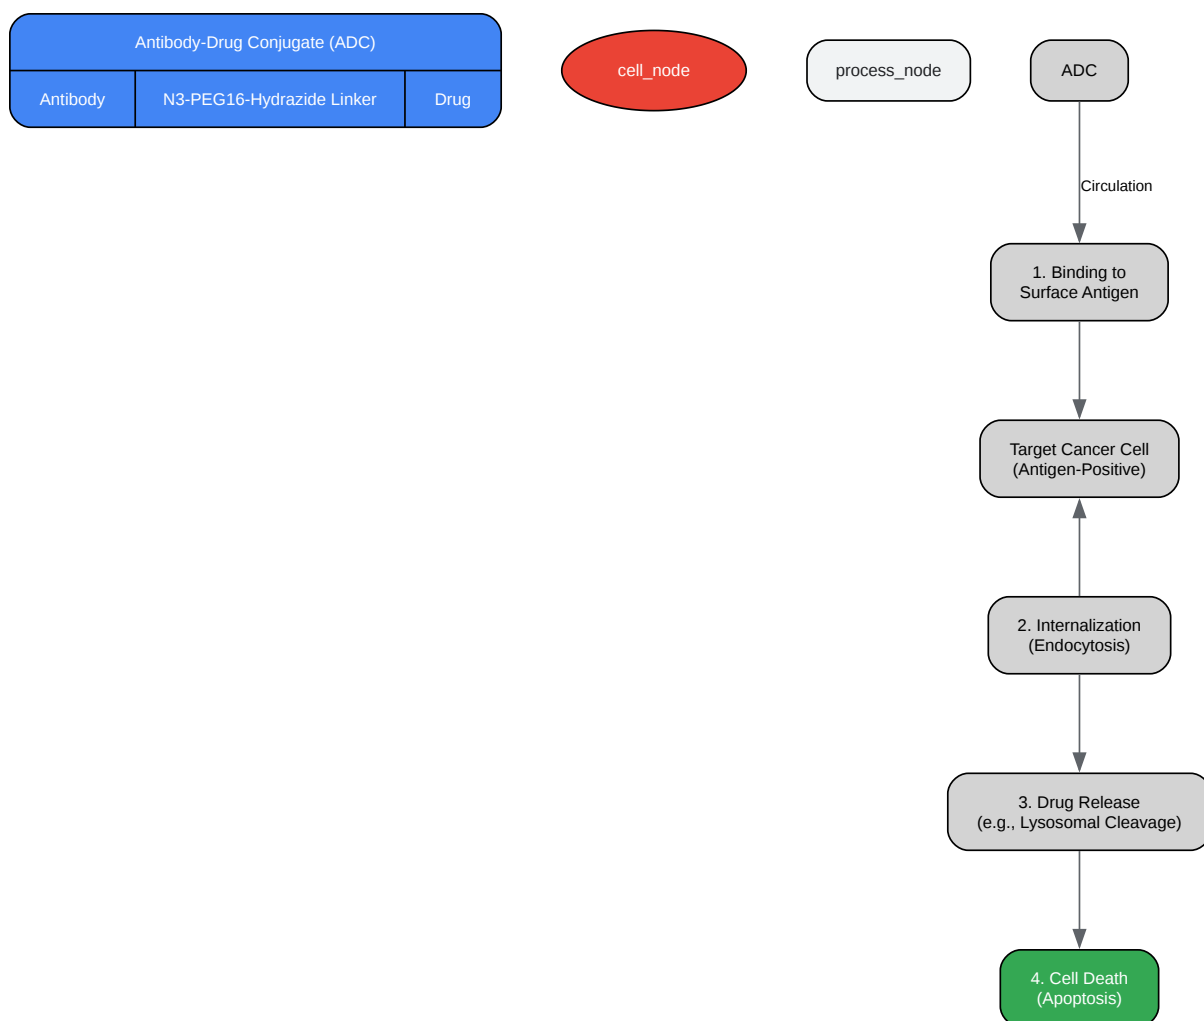 Antibody-Drug Conjugate (ADC)
Antibody
N3-PEG16-Hydrazide Linker
Drug
cell_node
process_node
ADC
Circulation
1. Binding to
Surface Antigen
Target Cancer Cell
(Antigen-Positive)
2. Internalization
(Endocytosis)
3. Drug Release
(e.g., Lysosomal Cleavage)
4. Cell Death
(Apoptosis)